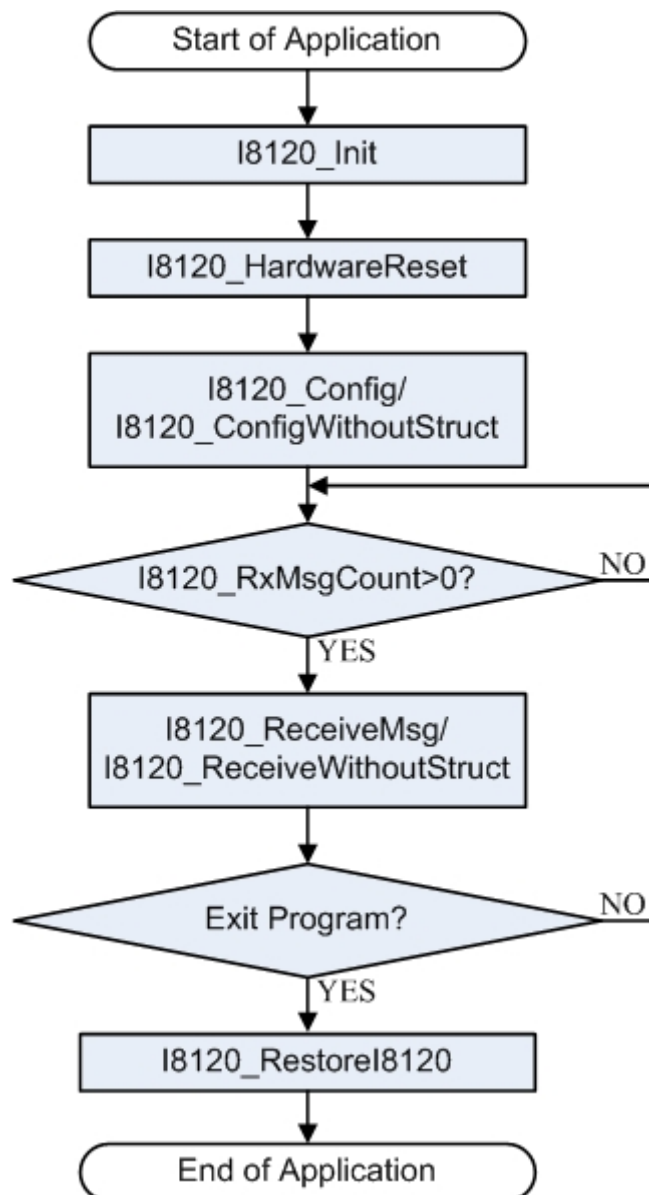 Start of Application
I8120_Init
I8120_HardwareReset
I8120_Config/
I8120_ConfigWithoutStruct
I8120_RxMsgCount>0?
NO
YES
I8120_ReceiveMsg/
I8120_ReceiveWithoutStruct
Exit Program?
NO
YES
I8120_RestoreI8120
End of Application